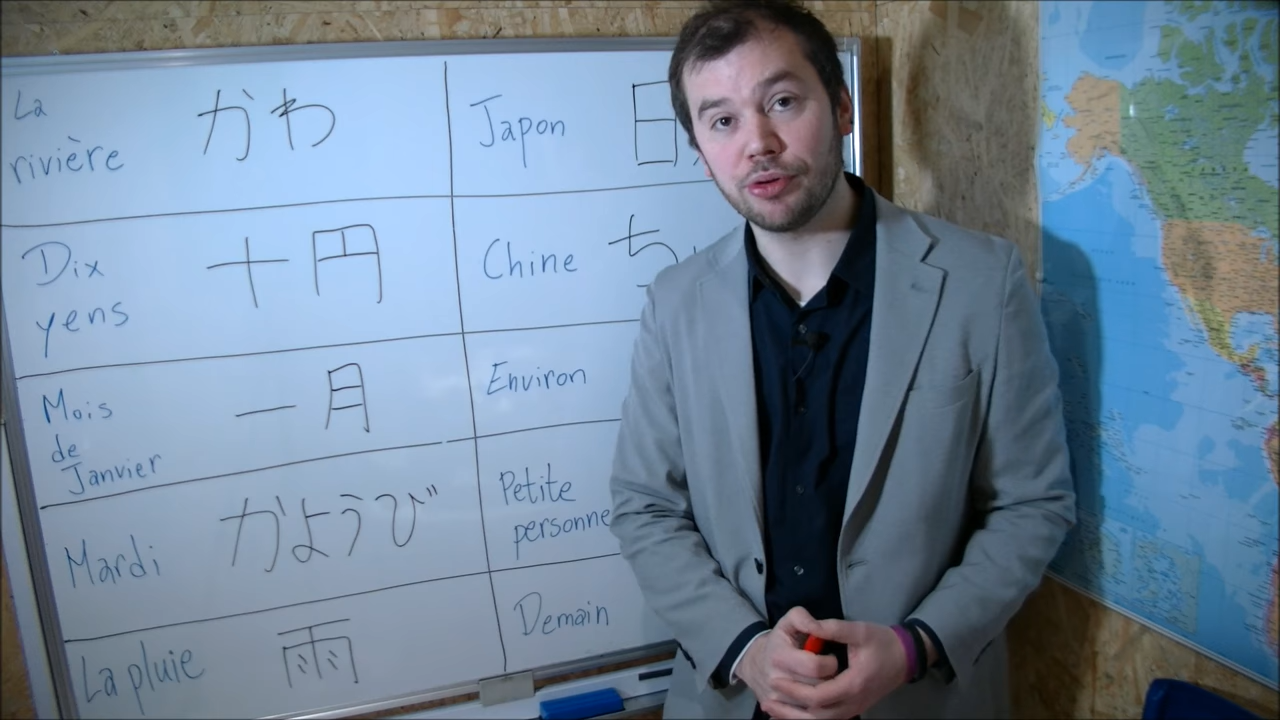 La
rivière
かわ
Dix
yens
十円
Mois
de
Janvier
一月
Mardi
かようび
La pluie
雨
Japon
日
Chine
ち
Environ
Petite
personne
Demain